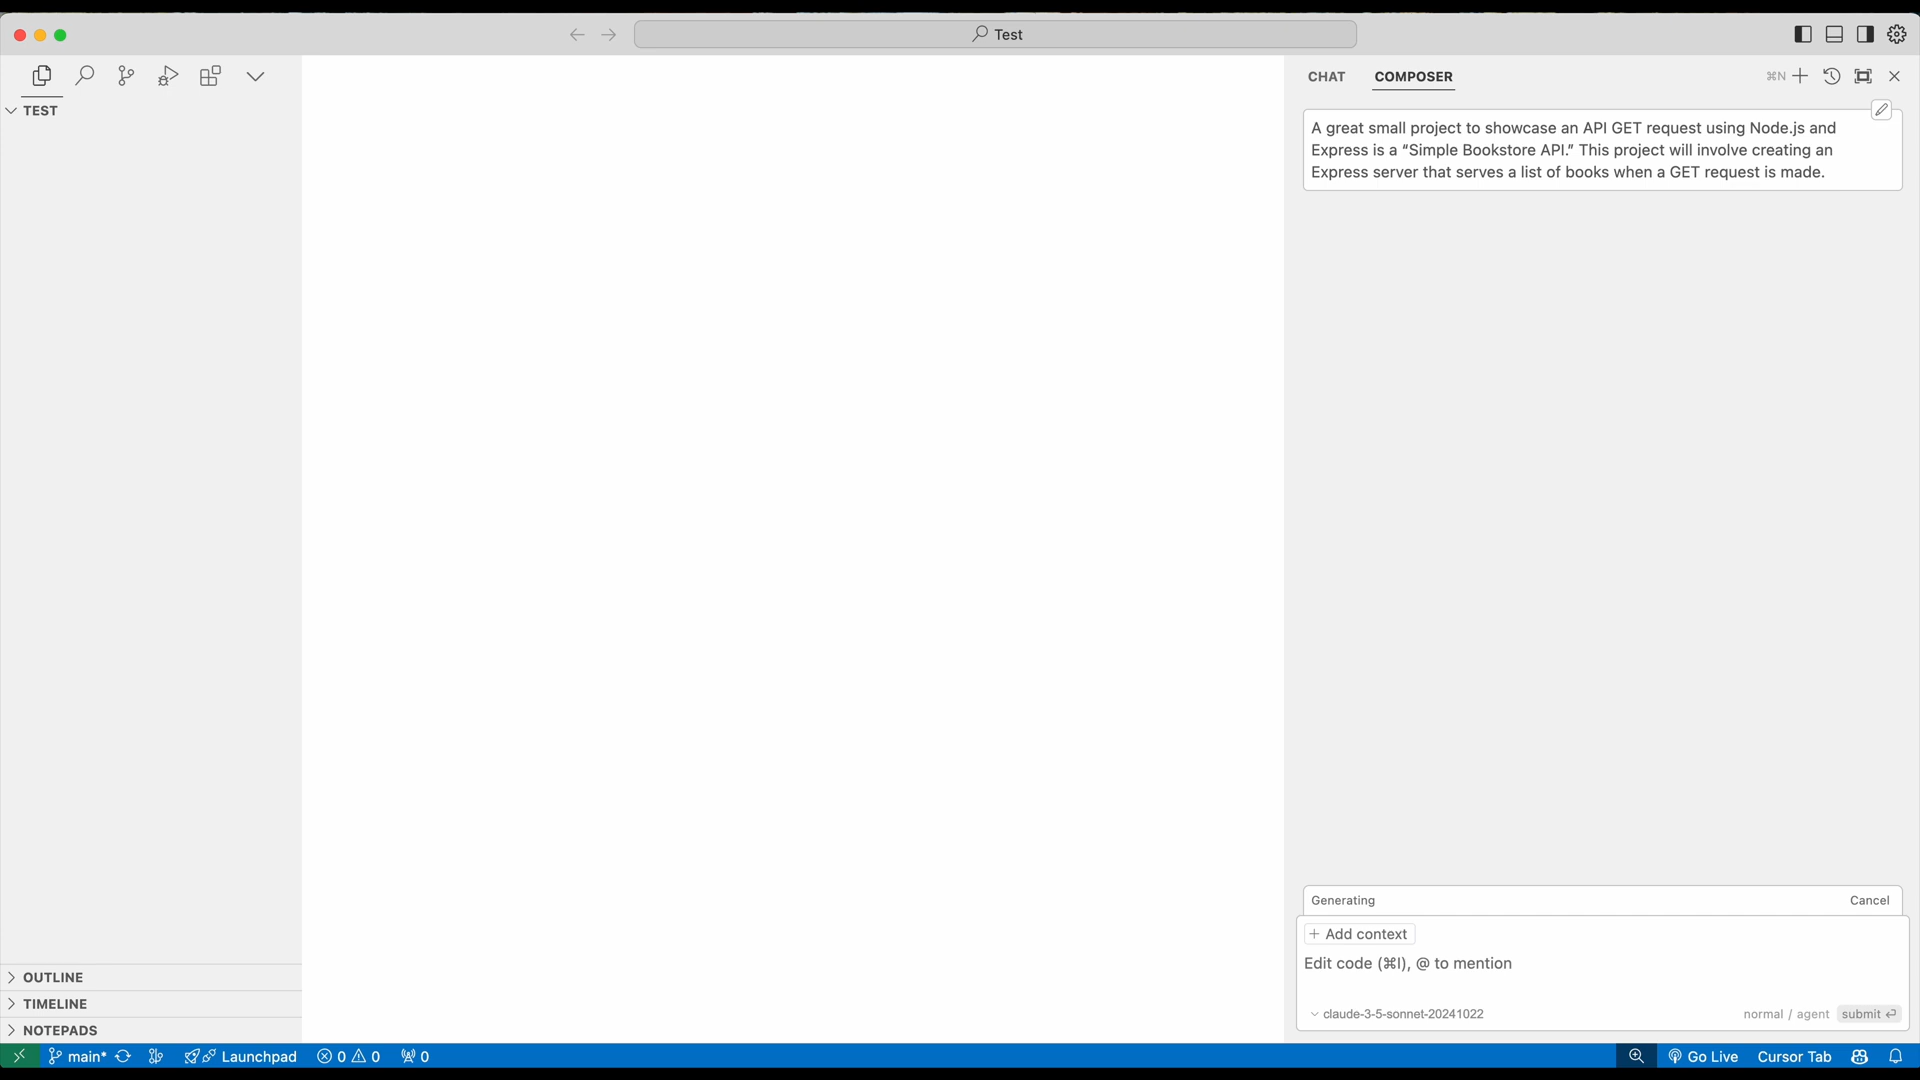 Test
CHAT
COMPOSER
⌘N
TEST
A great small project to showcase an API GET request using Node.js and
Express is a “Simple Bookstore API.” This project will involve creating an
Express server that serves a list of books when a GET request is made.
Generating
Cancel
+ Add context
Edit code (⌘I), @ to mention
claude-3-5-sonnet-20241022
normal / agent
submit ⏎
OUTLINE
TIMELINE
NOTEPADS
main*
Launchpad
0
0
0
Go Live
Cursor Tab